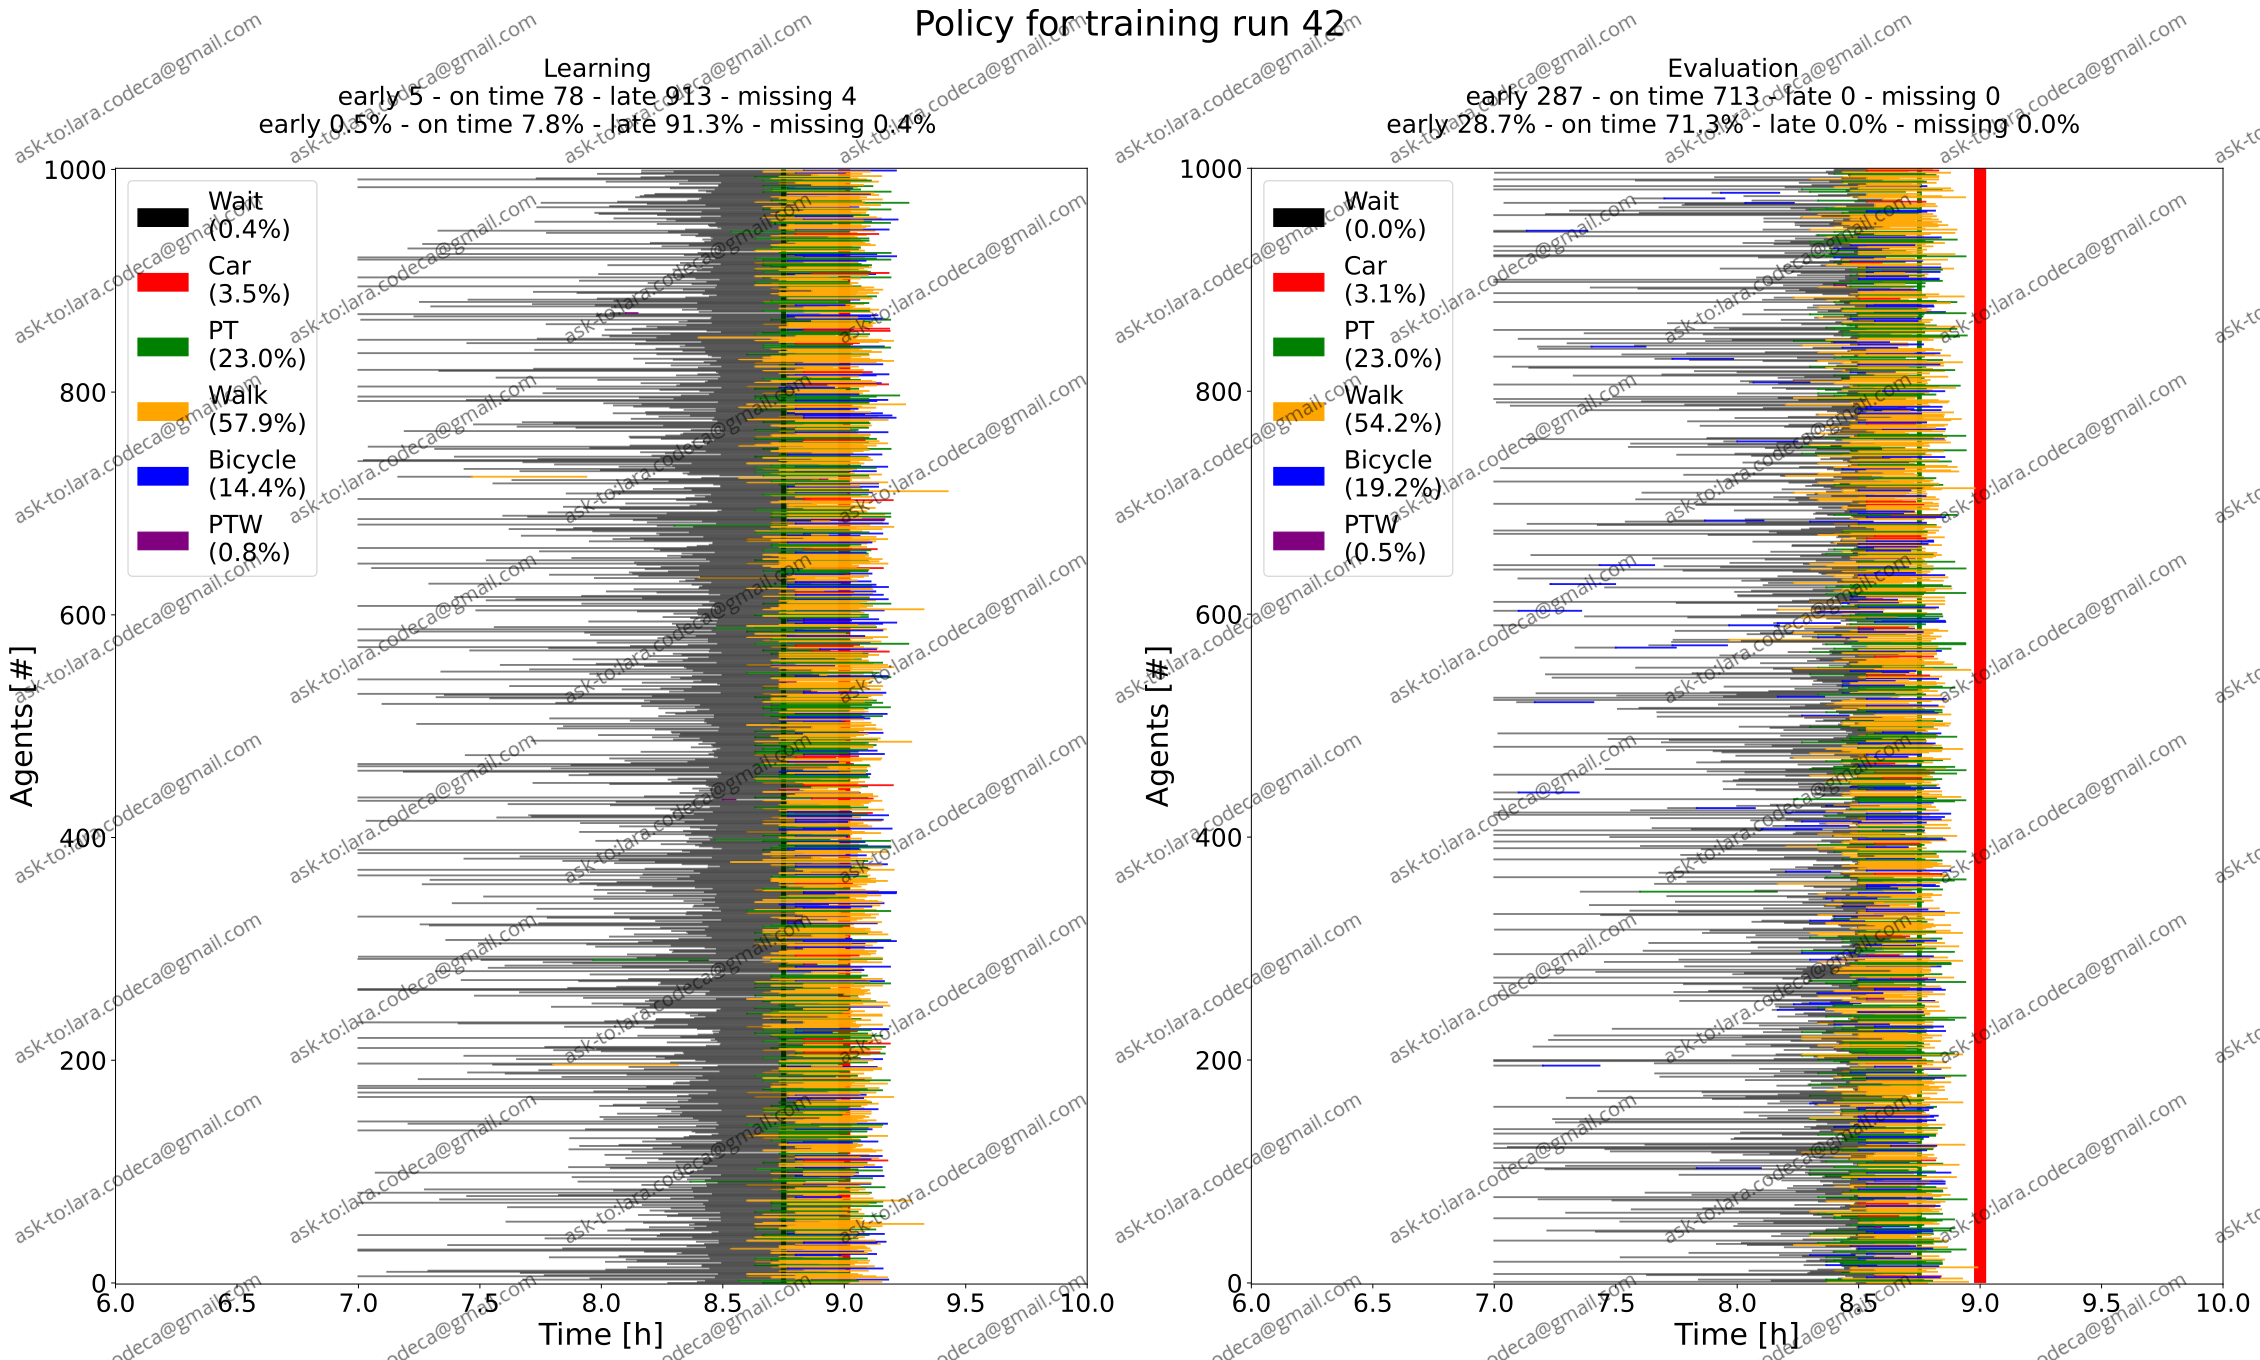 Policy for training run 42
Learning
early 5 - on time 78 - late 913 - missing 4
early 0.5% - on time 7.8% - late 91.3% - missing 0.4%
1000
800
600
400
200
0
Agents [#]
Wait
(0.4%)
Car
(3.5%)
PT
(23.0%)
Walk
(57.9%)
Bicycle
(14.4%)
PTW
(0.8%)
6.0 6.5 7.0 7.5 8.0 8.5 9.0 9.5 10.0
Time [h]
Evaluation
early 287 - on time 713 - late 0 - missing 0
early 28.7% - on time 71.3% - late 0.0% - missing 0.0%
1000
800
600
400
200
0
Agents [#]
Wait
(0.0%)
Car
(3.1%)
PT
(23.0%)
Walk
(54.2%)
Bicycle
(19.2%)
PTW
(0.5%)
6.0 6.5 7.0 7.5 8.0 8.5 9.0 9.5 10.0
Time [h]
ask-to:lara.codeca@gmail.com